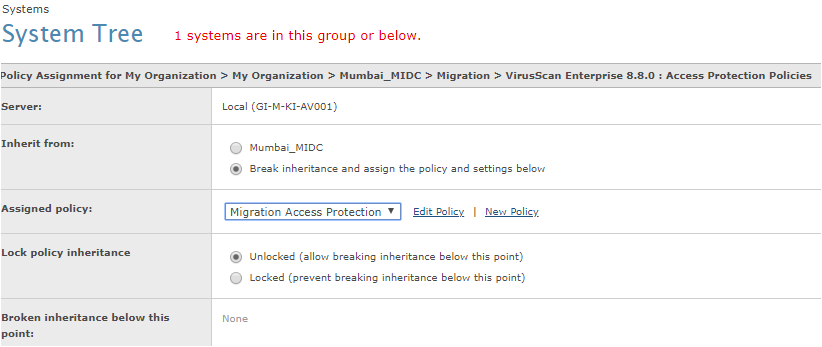 Systems
System Tree 1 systems are in this group or below.
Policy Assignment for My Organization > My Organization > Mumbai_MIDC > Migration > VirusScan Enterprise 8.8.0 : Access Protection Policies
Server: Local (GI-M-KI-AV001)
Inherit from: Mumbai_MIDC
Break inheritance and assign the policy and settings below
Assigned policy: Migration Access Protection Edit Policy | New Policy
Lock policy inheritance Unlocked (allow breaking inheritance below this point)
Locked (prevent breaking inheritance below this point)
Broken inheritance below this None
point: